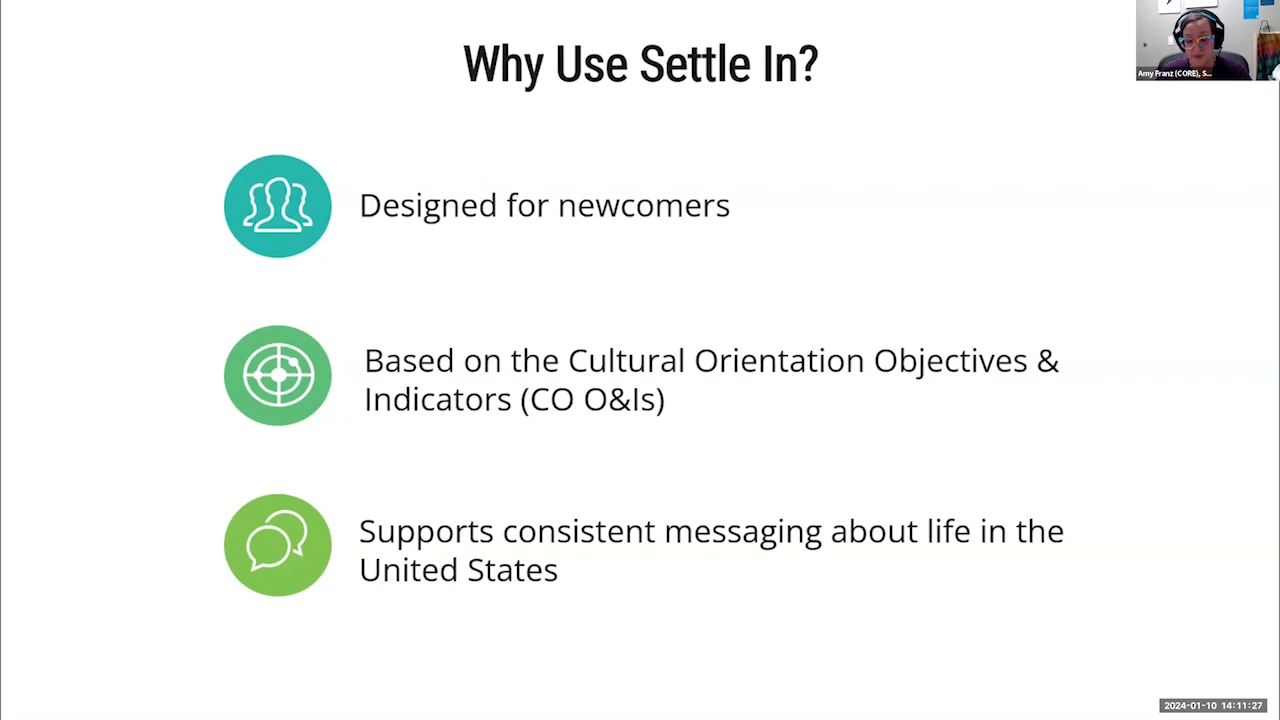 Why Use Settle In?
Amy Franz (CORE), S...
Designed for newcomers
Based on the Cultural Orientation Objectives &
Indicators (CO O&Is)
Supports consistent messaging about life in the
United States
2024-01-10 14:11:27